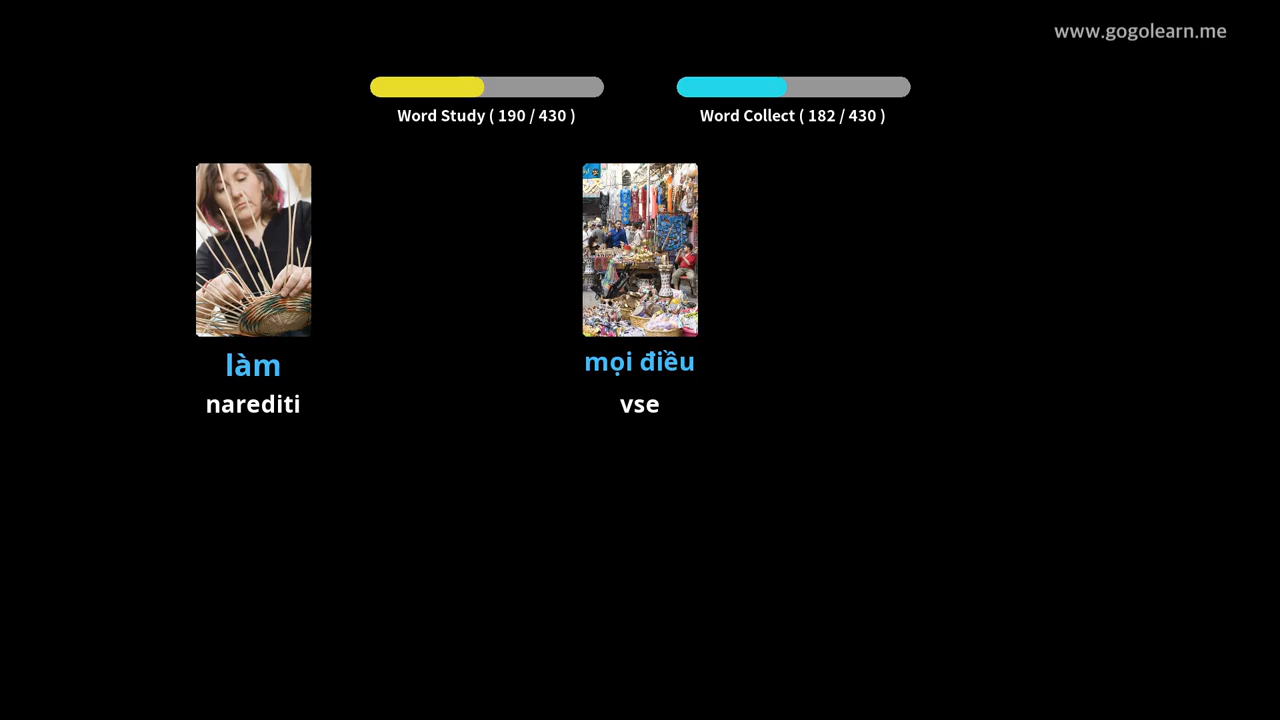 www.gogolearn.me
Word Study ( 190 / 430 )
Word Collect ( 182 / 430 )
làm
mọi điều
narediti
vse